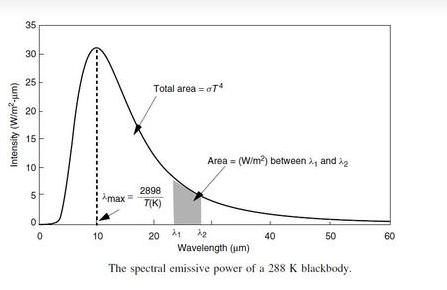 35
30
25
20
15
10
5
0
Intensity (W/m²-μm)
Total area = σT⁴
Area = (W/m²) between λ₁ and λ₂
λmax = 2898
T(K)
0 10 20 λ₁ λ₂ 40 50 60
Wavelength (μm)
The spectral emissive power of a 288 K blackbody.